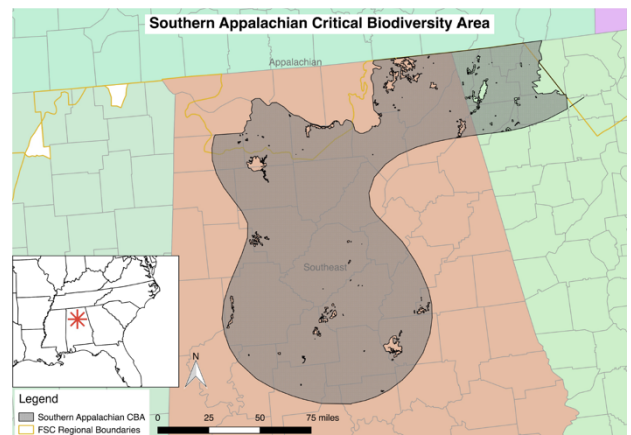 Southern Appalachian Critical Biodiversity Area
Appalachian
Southeast
N
Legend
Southern Appalachian CBA
FSC Regional Boundaries
0 25 50 75 miles